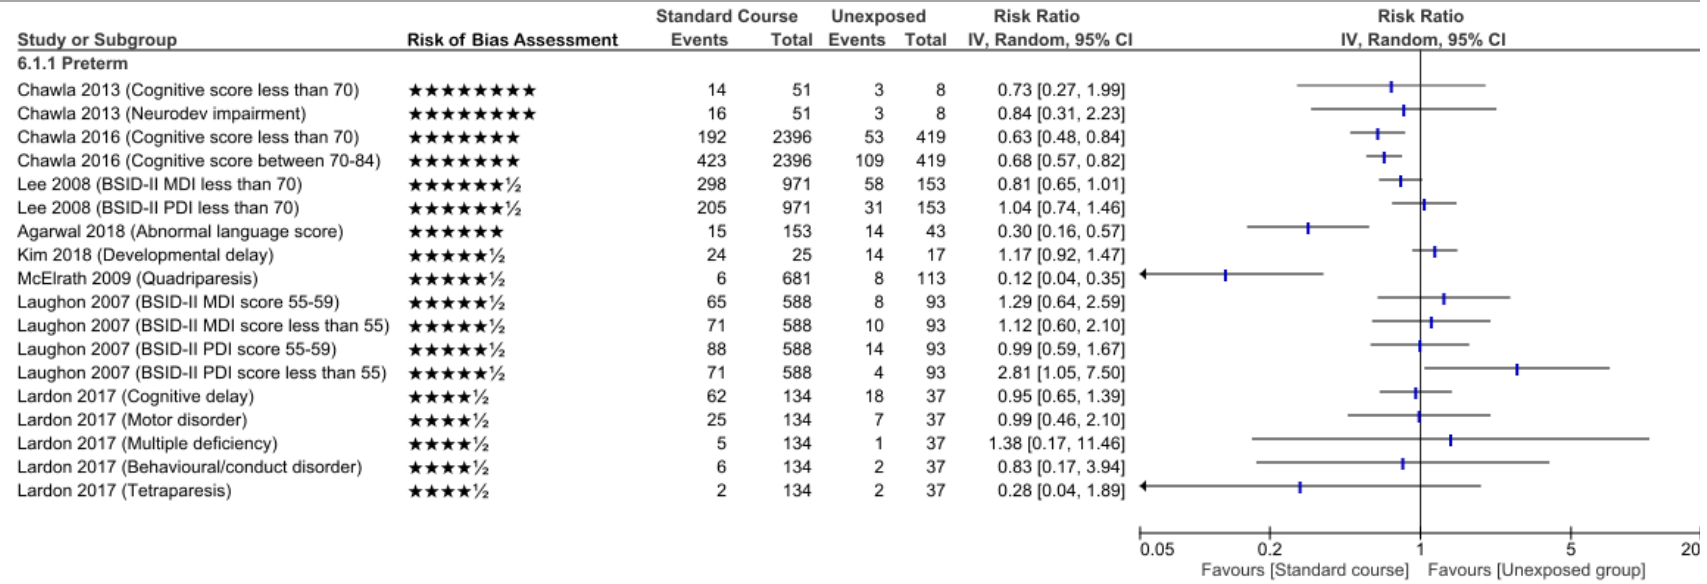 Standard Course Unexposed Risk Ratio Risk Ratio
Study or Subgroup Risk of Bias Assessment Events Total Events Total IV, Random, 95% CI IV, Random, 95% CI
6.1.1 Preterm
Chawla 2013 (Cognitive score less than 70) ★★★★★★★★ 14 51 3 8 0.73 [0.27, 1.99]
Chawla 2013 (Neurodev impairment) ★★★★★★★★ 16 51 3 8 0.84 [0.31, 2.23]
Chawla 2016 (Cognitive score less than 70) ★★★★★★★ 192 2396 53 419 0.63 [0.48, 0.84]
Chawla 2016 (Cognitive score between 70-84) ★★★★★★★ 423 2396 109 419 0.68 [0.57, 0.82]
Lee 2008 (BSID-II MDI less than 70) ★★★★★★½ 298 971 58 153 0.81 [0.65, 1.01]
Lee 2008 (BSID-II PDI less than 70) ★★★★★★½ 205 971 31 153 1.04 [0.74, 1.46]
Agarwal 2018 (Abnormal language score) ★★★★★★ 15 153 14 43 0.30 [0.16, 0.57]
Kim 2018 (Developmental delay) ★★★★★½ 24 25 14 17 1.17 [0.92, 1.47]
McElrath 2009 (Quadriparesis) ★★★★★½ 6 681 8 113 0.12 [0.04, 0.35]
Laughon 2007 (BSID-II MDI score 55-59) ★★★★★½ 65 588 8 93 1.29 [0.64, 2.59]
Laughon 2007 (BSID-II MDI score less than 55) ★★★★★½ 71 588 10 93 1.12 [0.60, 2.10]
Laughon 2007 (BSID-II PDI score 55-59) ★★★★★½ 88 588 14 93 0.99 [0.59, 1.67]
Laughon 2007 (BSID-II PDI score less than 55) ★★★★★½ 71 588 4 93 2.81 [1.05, 7.50]
Lardon 2017 (Cognitive delay) ★★★★½ 62 134 18 37 0.95 [0.65, 1.39]
Lardon 2017 (Motor disorder) ★★★★½ 25 134 7 37 0.99 [0.46, 2.10]
Lardon 2017 (Multiple deficiency) ★★★★½ 5 134 1 37 1.38 [0.17, 11.46]
Lardon 2017 (Behavioural/conduct disorder) ★★★★½ 6 134 2 37 0.83 [0.17, 3.94]
Lardon 2017 (Tetraparesis) ★★★★½ 2 134 2 37 0.28 [0.04, 1.89]
0.05 0.2 1 5 20
Favours [Standard course] Favours [Unexposed group]